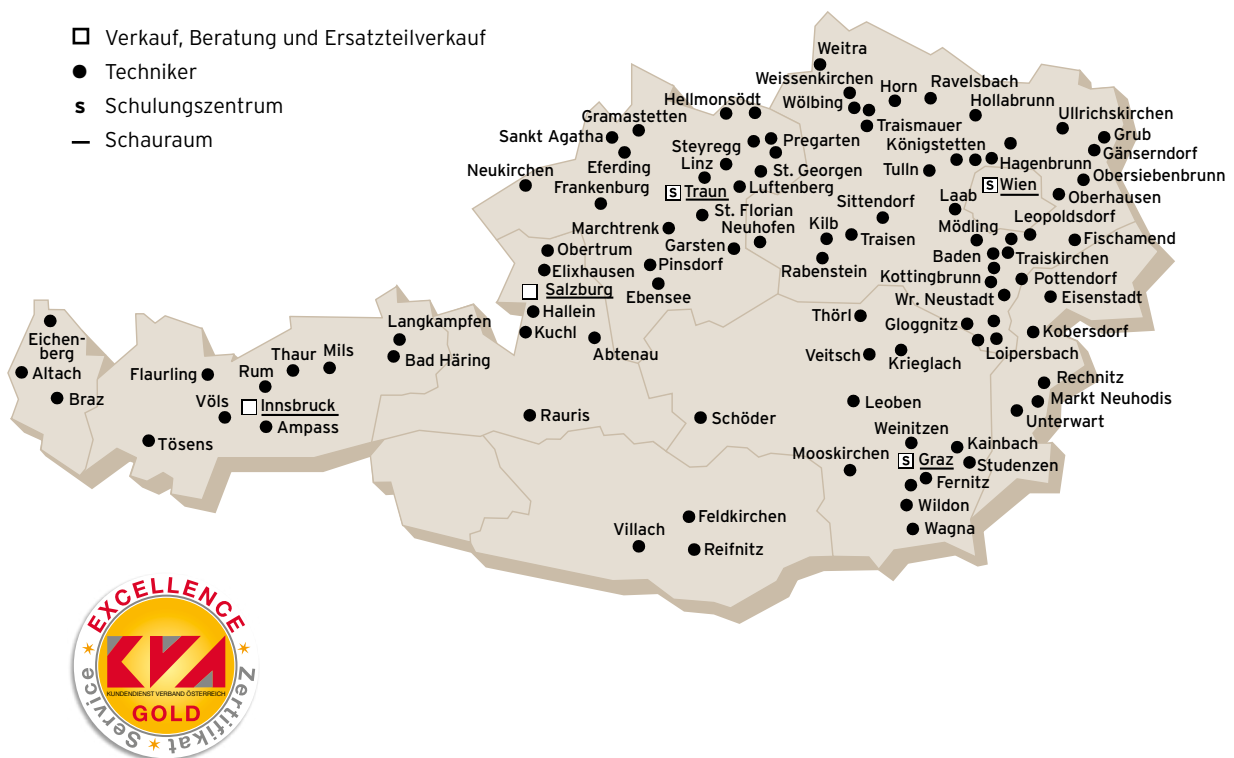 Verkauf, Beratung und Ersatzteilverkauf
Techniker
s Schulungszentrum
Schauraum
Weitra
Weissenkirchen
Horn
Ravelsbach
Hellmonsödt
Wölbing
Hollabrunn
Ullrichskirchen
Gramastetten
Traismauer
Sankt Agatha
Steyregg
Pregarten
Königstetten
Grub
Gänserndorf
Eferding
Linz
St. Georgen
Tulln
Hagenbrunn
Neukirchen
Obersiebenbrunn
Frankenburg
s Traun
Luftenberg
s Wien
Oberhausen
Sittendorf
Laab
St. Florian
Leopoldsdorf
Marchtrenk
Neuhofen
Kilb
Mödling
Traisen
Fischamend
Obertrum
Garsten
Baden
Traiskirchen
Elixhausen
Pinsdorf
Rabenstein
Kottingbrunn
Pottendorf
Salzburg
Ebensee
Wr. Neustadt
Eisenstadt
Hallein
Thörl
Gloggnitz
Langkampfen
Kuchl
Kobersdorf
Eichen-
berg
Abtenau
Veitsch
Krieglach
Loipersbach
Thaur
Mils
Bad Häring
Altach
Flaurling
Rum
Rechnitz
Braz
Völs
Innsbruck
Markt Neuhodis
Leoben
Rauris
Schöder
Unterwart
Ampass
Weinitzen
Tösens
Kainbach
Mooskirchen
s Graz
Studenzen
Fernitz
Wildon
Feldkirchen
Villach
Wagna
Reifnitz
EXCELLENCE
KVA
KUNDENDIENST VERBAND ÖSTERREICH
GOLD
Service * Zertifikat